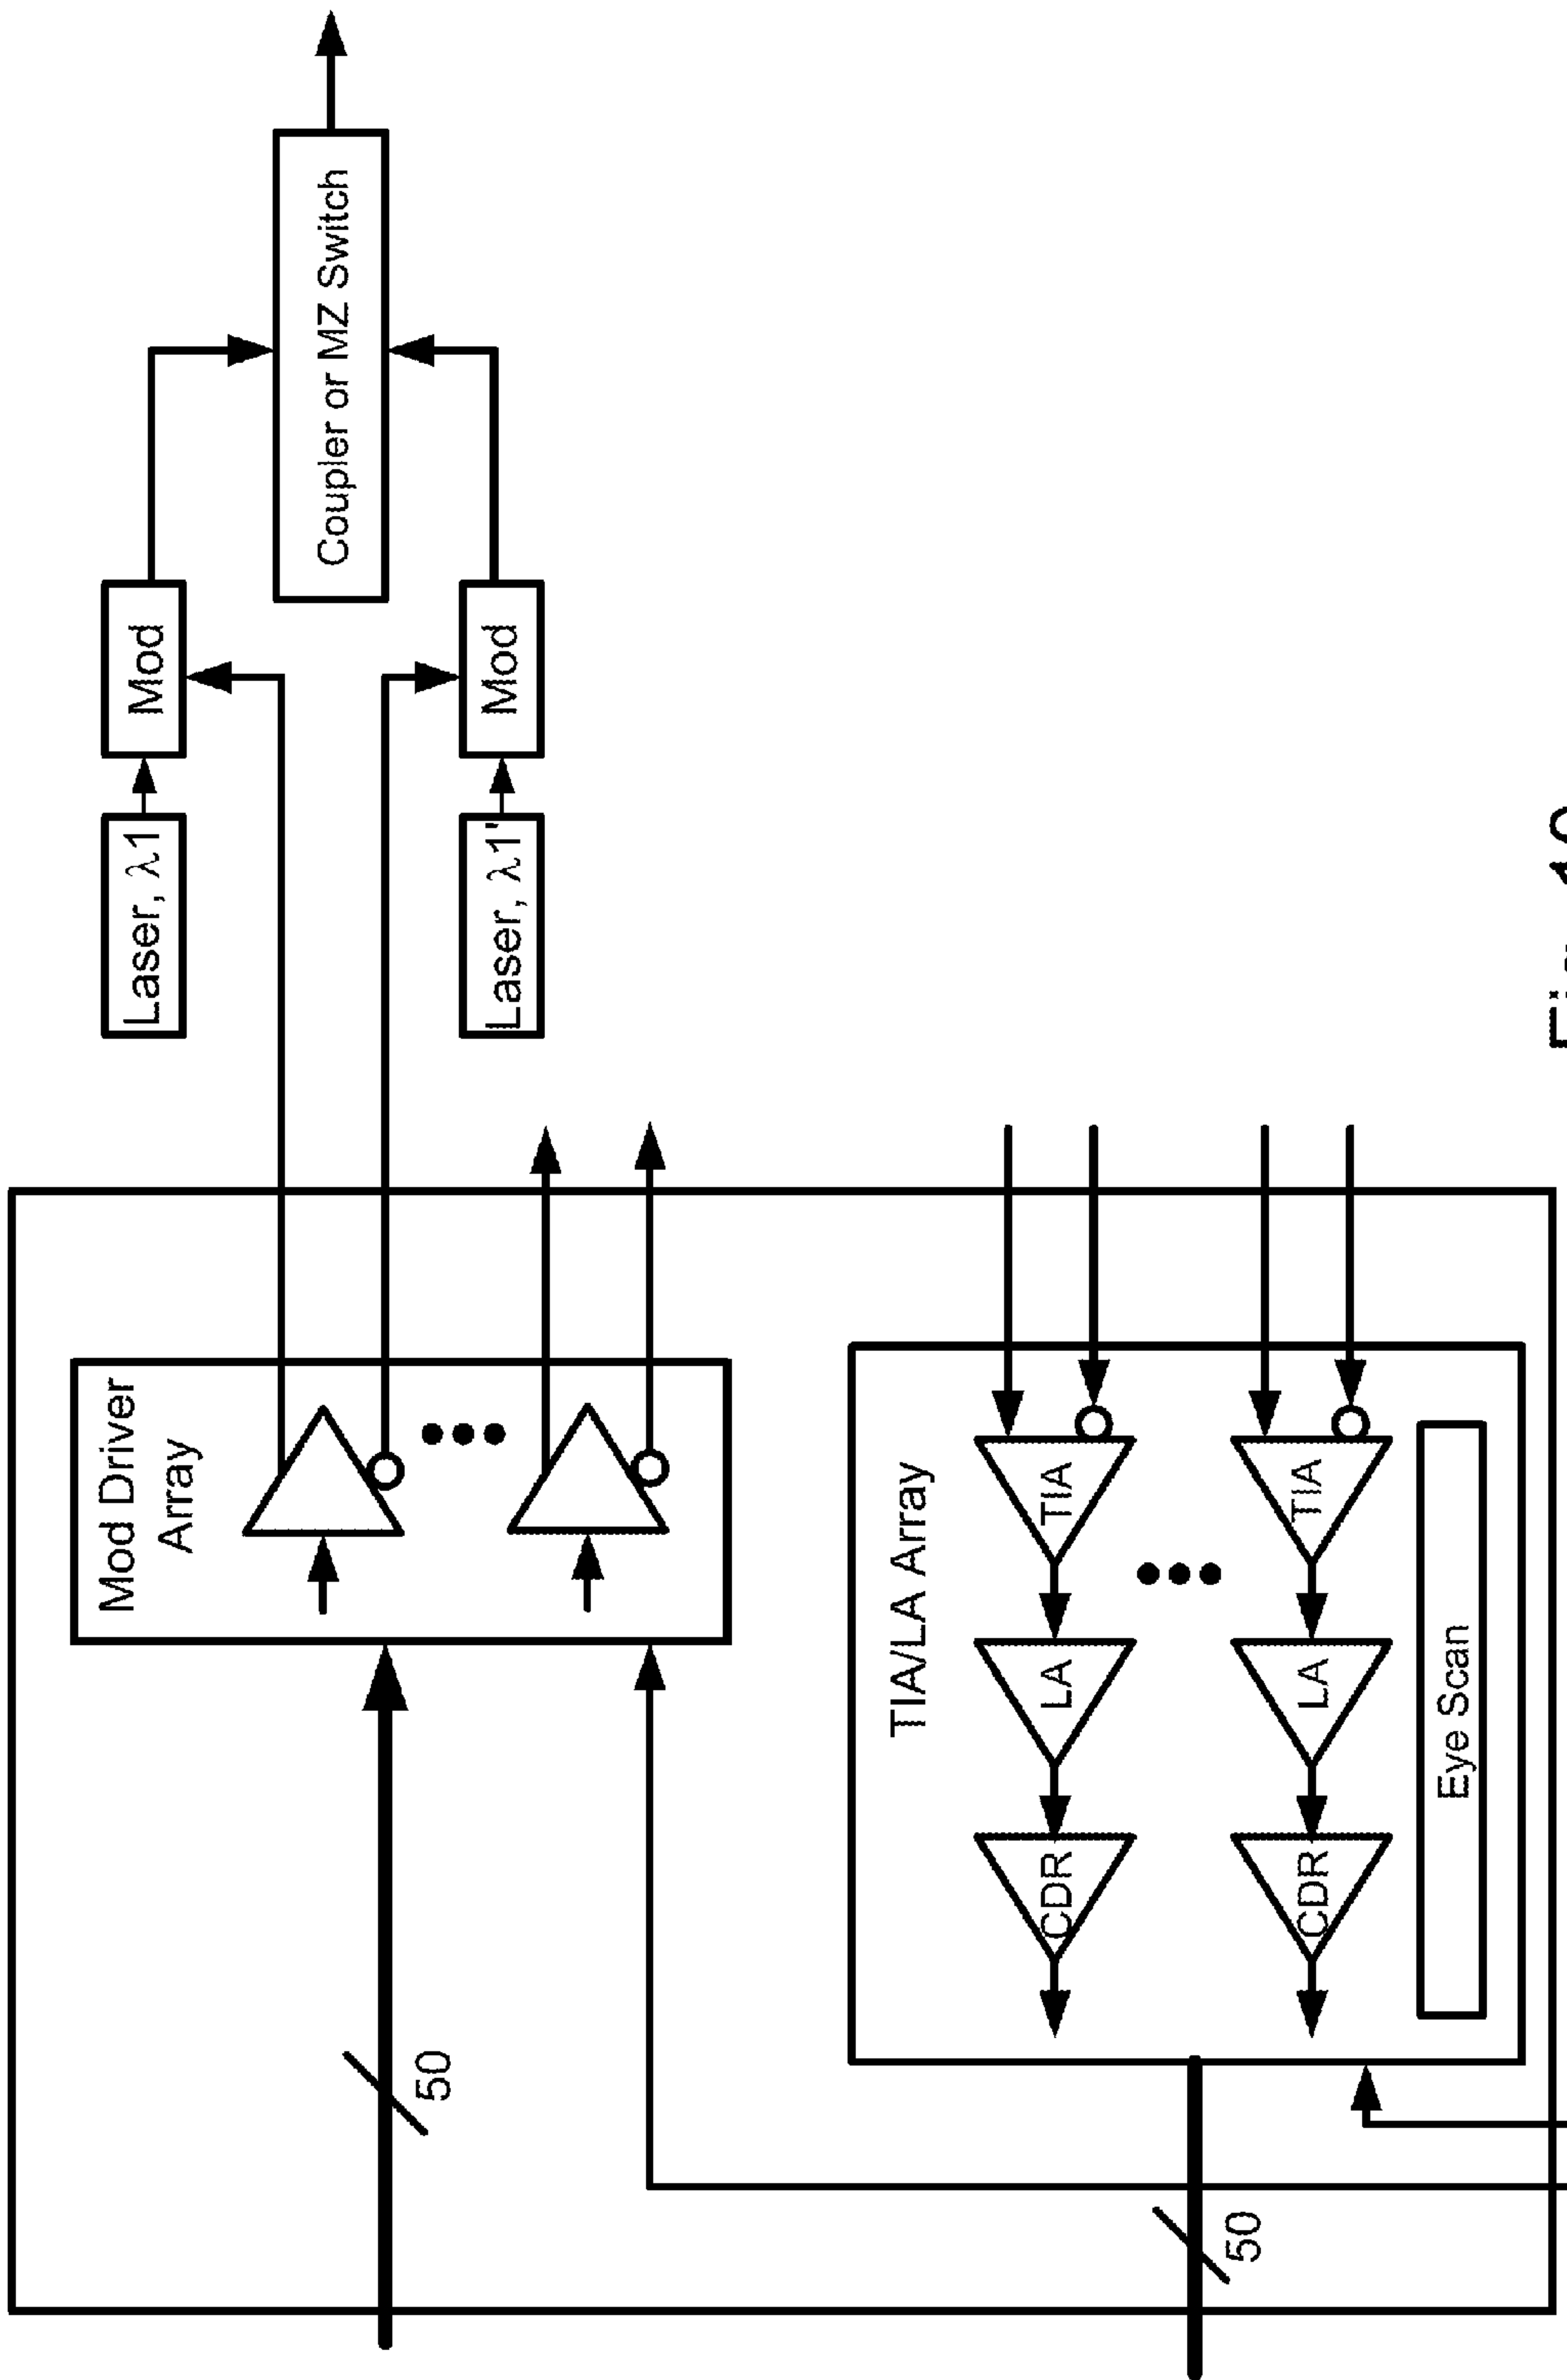 Mod Driver
Array
50
Laser, λ1
Mod
Laser, λ1'
Mod
Coupler or MZ Switch
TIA/LA Array
CDR
LA
TIA
CDR
LA
TIA
Eye Scan
50